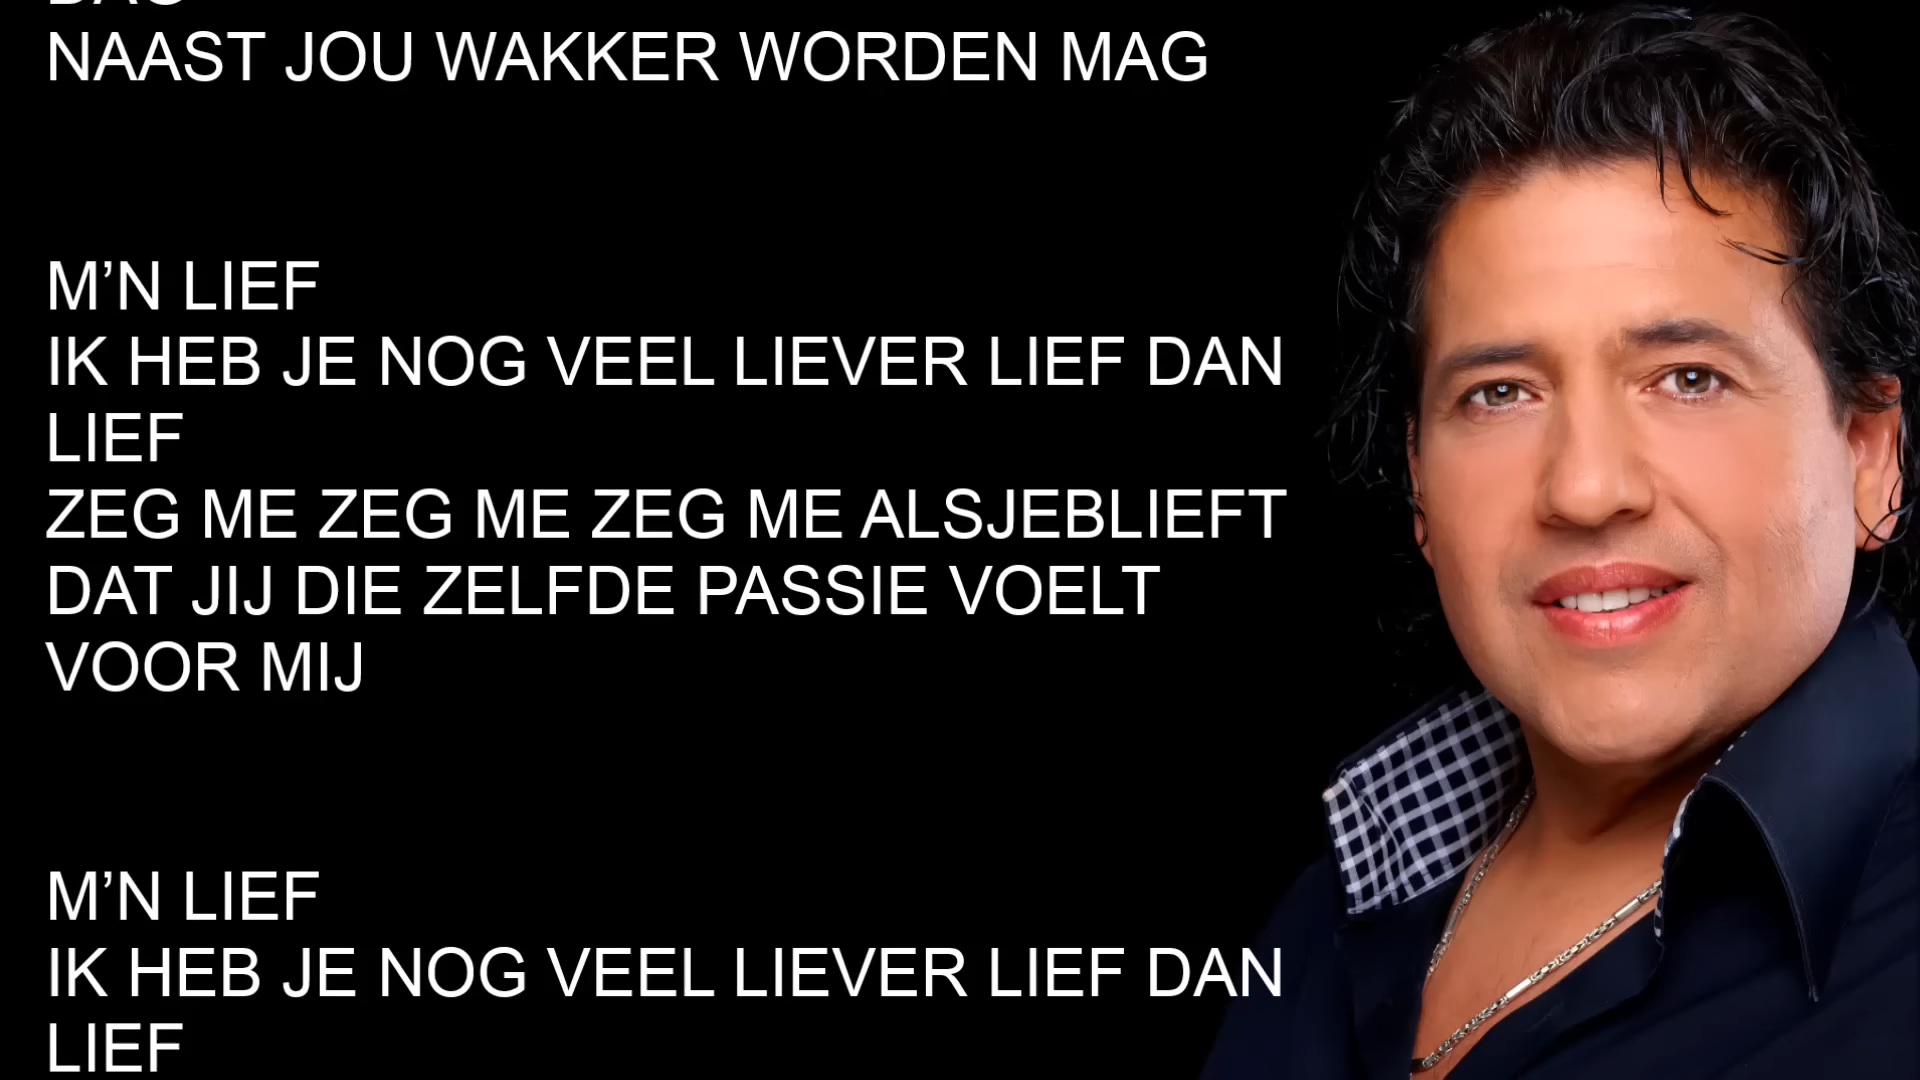 NAAST JOU WAKKER WORDEN MAG
M’N LIEF
IK HEB JE NOG VEEL LIEVER LIEF DAN
LIEF
ZEG ME ZEG ME ZEG ME ALSJEBLIEFT
DAT JIJ DIE ZELFDE PASSIE VOELT
VOOR MIJ
M’N LIEF
IK HEB JE NOG VEEL LIEVER LIEF DAN
LIEF